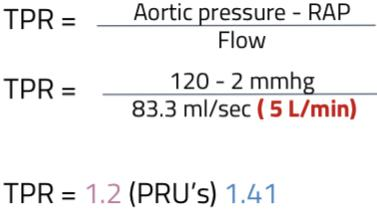 TPR = Aortic pressure - RAP
Flow
TPR = 120 - 2 mmhg
83.3 ml/sec ( 5 L/min)
TPR = 1.2 (PRU's) 1.41